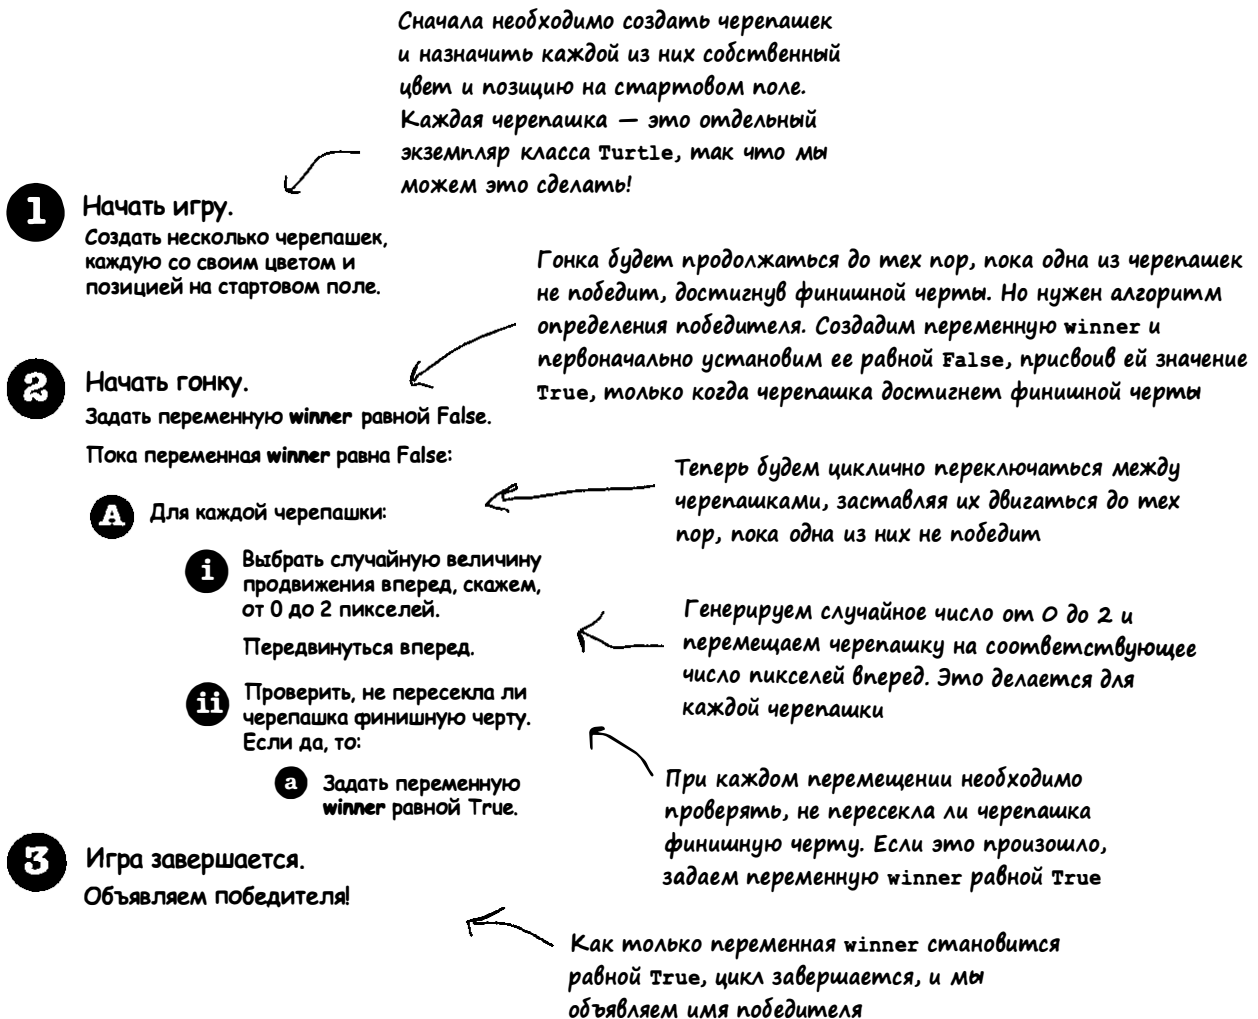 Сначала необходимо создать черепашек
и назначить каждой из них собственный
цвет и позицию на стартовом поле.
Каждая черепашка — это отдельный
экземпляр класса Turtle, так что мы
можем это сделать!
1 Начать игру.
Создать несколько черепашек,
каждую со своим цветом и
позицией на стартовом поле.
Гонка будет продолжаться до тех пор, пока одна из черепашек
не победит, достигнув финишной черты. Но нужен алгоритм
определения победителя. Создадим переменную winner и
первоначально установим ее равной False, присвоив ей значение
True, только когда черепашка достигнет финишной черты
2 Начать гонку.
Задать переменную winner равной False.
Пока переменная winner равна False:
Теперь будем циклично переключаться между
черепашками, заставляя их двигаться до тех
пор, пока одна из них не победит
A Для каждой черепашки:
i Выбрать случайную величину
продвижения вперед, скажем,
от 0 до 2 пикселей.
Передвинуться вперед.
Генерируем случайное число от 0 до 2 и
перемещаем черепашку на соответствующее
число пикселей вперед. Это делается для
каждой черепашки
ii Проверить, не пересекла ли
черепашка финишную черту.
Если да, то:
a Задать переменную
winner равной True.
При каждом перемещении необходимо
проверять, не пересекла ли черепашка
финишную черту. Если это произошло,
задаем переменную winner равной True
3 Игра завершается.
Объявляем победителя!
Как только переменная winner становится
равной True, цикл завершается, и мы
объявляем имя победителя